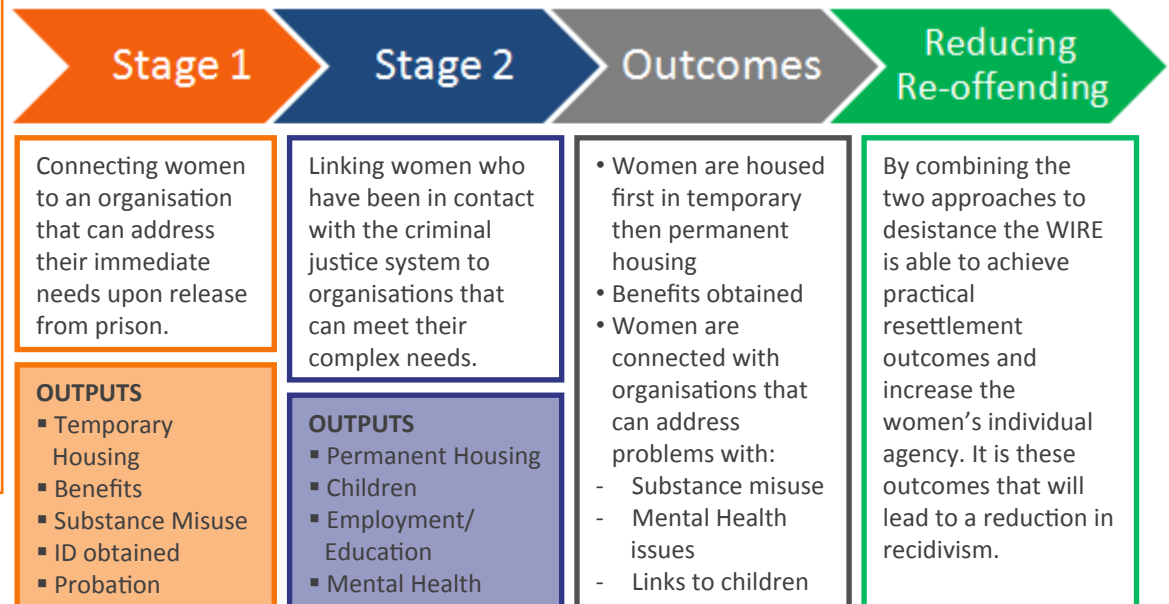 Stage 1
Stage 2
Outcomes
Reducing
Re-offending
Connecting women
to an organisation
that can address
their immediate
needs upon release
from prison.
OUTPUTS
▪ Temporary
Housing
▪ Benefits
▪ Substance Misuse
▪ ID obtained
▪ Probation
Linking women who
have been in contact
with the criminal
justice system to
organisations that
can meet their
complex needs.
OUTPUTS
▪ Permanent Housing
▪ Children
▪ Employment/
Education
▪ Mental Health
• Women are housed
first in temporary
then permanent
housing
• Benefits obtained
• Women are
connected with
organisations that
can address
problems with:
- Substance misuse
- Mental Health
issues
- Links to children
By combining the
two approaches to
desistance the WIRE
is able to achieve
practical
resettlement
outcomes and
increase the
women’s individual
agency. It is these
outcomes that will
lead to a reduction in
recidivism.